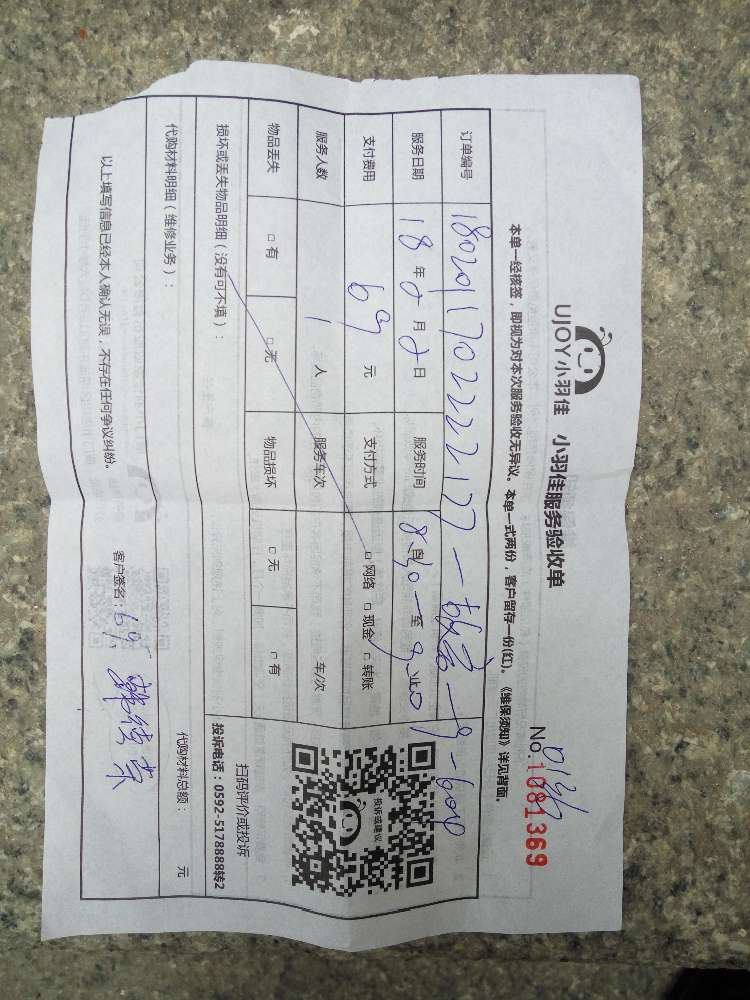 UJOY小羽佳 小羽佳服务验收单
No.1081369
本单一经核签，即视为对本次服务验收无异议。本单一式两份，客户留存一份(红)。《维保须知》详见背面。
订单编号
服务日期 18 年 2 月 2 日 服务时间 自 8:40 一至
支付费用 69 元 支付方式 □ 网络 □ 现金 □ 转账
服务人数 1 人 服务车次 车/次
物品丢失 □ 有 □ 无 物品损坏 □ 无 □ 有
投诉或建议
扫码评价或投诉
投诉电话：0592-5178888转2
损坏或丢失物品明细（没有可不填）：
代购材料明细（维修业务）： 代购材料总额： 元
以上填写信息已经本人确认无误，不存在任何争议纠纷。 客户签名：69